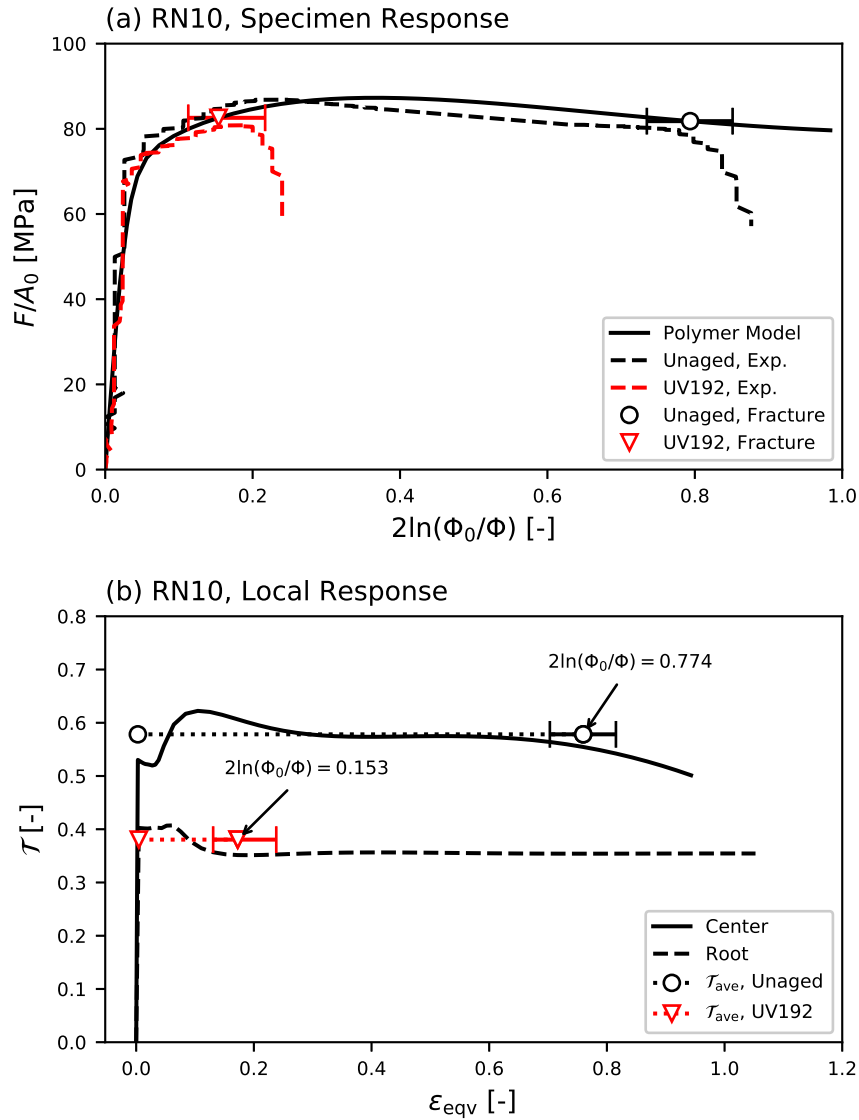 (a) RN10, Specimen Response
100
80
60
40
20
0
F/A₀ [MPa]
Polymer Model
Unaged, Exp.
UV192, Exp.
Unaged, Fracture
UV192, Fracture
0.0 0.2 0.4 0.6 0.8 1.0
2ln(Φ₀/Φ) [-]
(b) RN10, Local Response
0.8
0.7
0.6
0.5
0.4
0.3
0.2
0.1
0.0
𝒯 [-]
2ln(Φ₀/Φ) = 0.774
2ln(Φ₀/Φ) = 0.153
Center
Root
𝒯ave, Unaged
𝒯ave, UV192
0.0 0.2 0.4 0.6 0.8 1.0 1.2
εeqv [-]